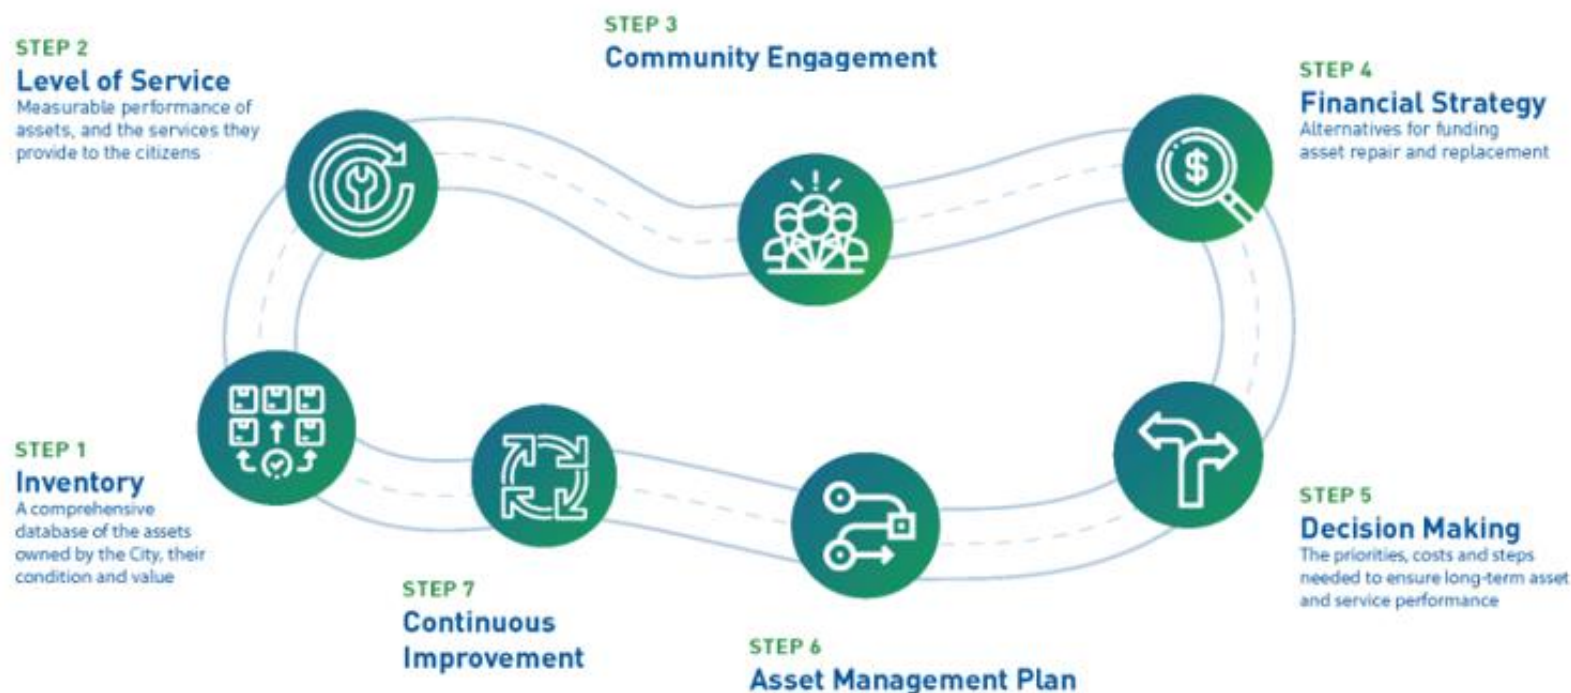 STEP 1
Inventory
A comprehensive
database of the assets
owned by the City, their
condition and value
STEP 2
Level of Service
Measurable performance of
assets, and the services they
provide to the citizens
STEP 3
Community Engagement
STEP 4
Financial Strategy
Alternatives for funding
asset repair and replacement
STEP 5
Decision Making
The priorities, costs and steps
needed to ensure long-term asset
and service performance
STEP 6
Asset Management Plan
STEP 7
Continuous
Improvement
$